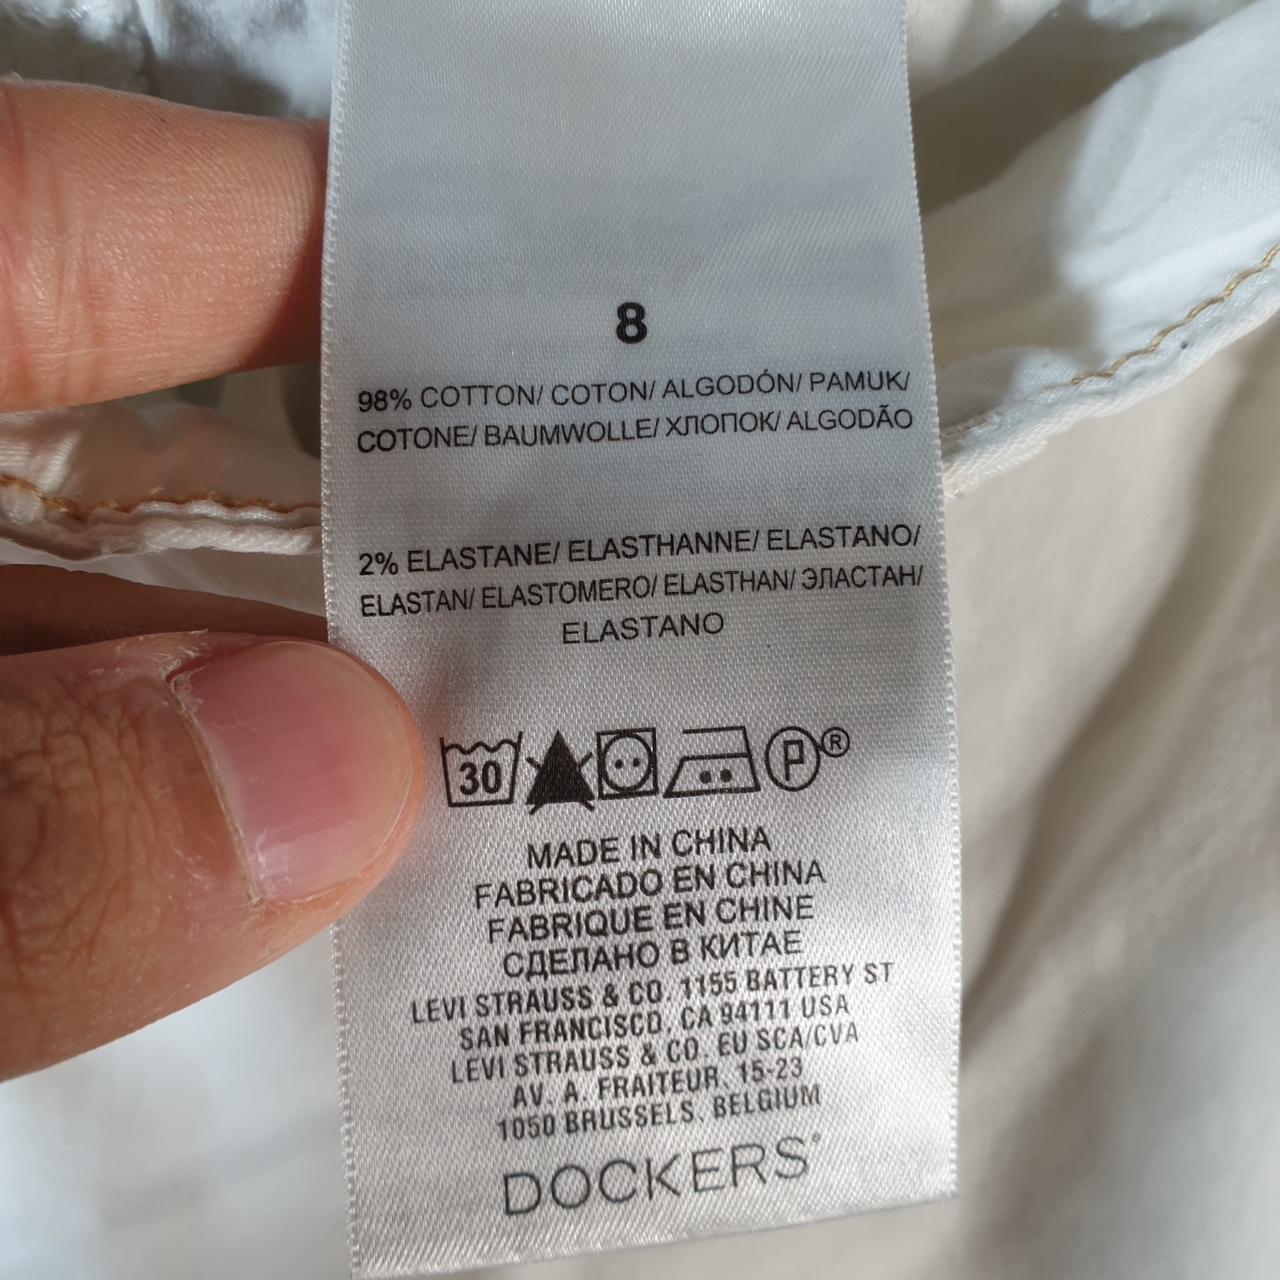 8
98% COTTON/ COTON/ ALGODÓN/ PAMUK/
COTONE/ BAUMWOLLE/ ХЛОПОК/ ALGODÃO
2% ELASTANE/ ELASTHANNE/ ELASTANO/
ELASTAN/ ELASTOMERO/ ELASTHAN/ ЭЛАСТАН/
ELASTANO
30 P ®
MADE IN CHINA
FABRICADO EN CHINA
FABRIQUE EN CHINE
СДЕЛАНО В КИТАЕ
LEVI STRAUSS & CO. 1155 BATTERY ST
SAN FRANCISCO. CA 94111 USA
LEVI STRAUSS & CO. EU SCA/CVA
AV. A. FRAITEUR. 15-23
1050 BRUSSELS. BELGIUM
DOCKERS®